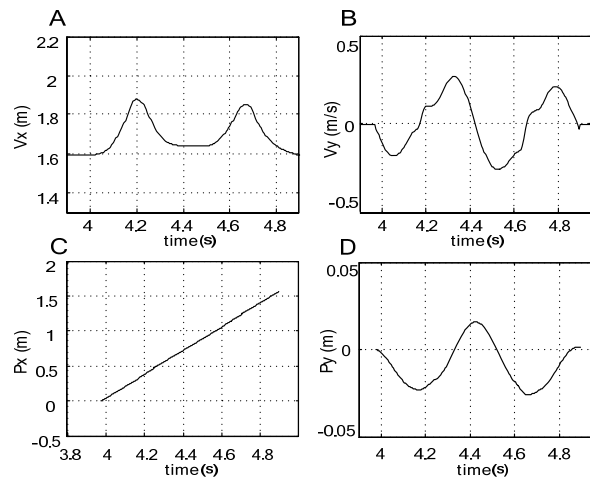 A
2.2
2
1.8
1.6
1.4
Vx (m)
4 4.2 4.4 4.6 4.8
time(s)
B
0.5
0
-0.5
Vy (m/s)
4 4.2 4.4 4.6 4.8
time(s)
C
2
1.5
1
0.5
0
-0.5
Px (m)
3.8 4 4.2 4.4 4.6 4.8
time(s)
D
0.05
0
-0.05
Py (m)
4 4.2 4.4 4.6 4.8
time(s)